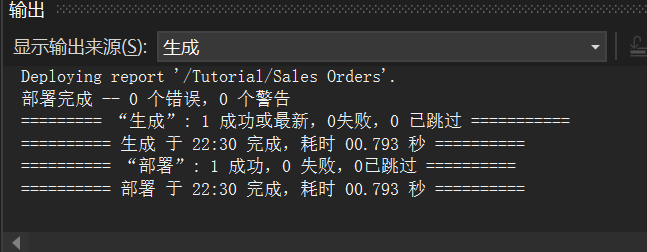 输出
显示输出来源(S): 生成
Deploying report '/Tutorial/Sales Orders'.
部署完成 -- 0 个错误，0 个警告
========= “生成”: 1 成功或最新，0失败，0 已跳过 ===========
========== 生成 于 22:30 完成，耗时 00.793 秒 ==========
========== “部署”: 1 成功，0 失败，0已跳过 ==========
========== 部署 于 22:30 完成，耗时 00.793 秒 ==========